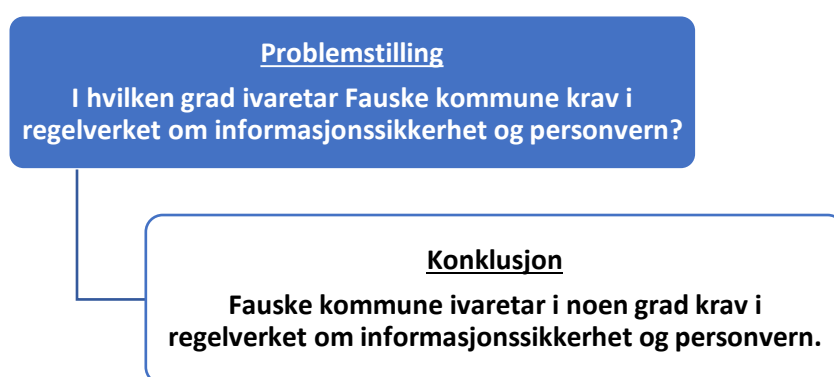 Problemstilling
I hvilken grad ivaretar Fauske kommune krav i
regelverket om informasjonssikkerhet og personvern?
Konklusjon
Fauske kommune ivaretar i noen grad krav i
regelverket om informasjonssikkerhet og personvern.